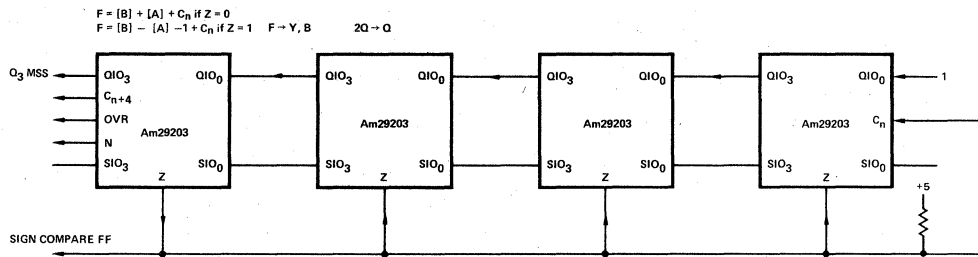 F = [B] + [A] + Cn if Z = 0
F = [B] − [A] −1 + Cn if Z = 1 F → Y, B 2Q → Q
Q3 MSS QIO3 QIO0 QIO3 QIO0 QIO3 QIO0 QIO3 QIO0 1
Cn+4
OVR Am29203 Am29203 Am29203 Am29203 Cn
N
SIO3 SIO0 SIO3 SIO0 SIO3 SIO0 SIO3 SIO0
Z Z Z Z
+5
SIGN COMPARE FF